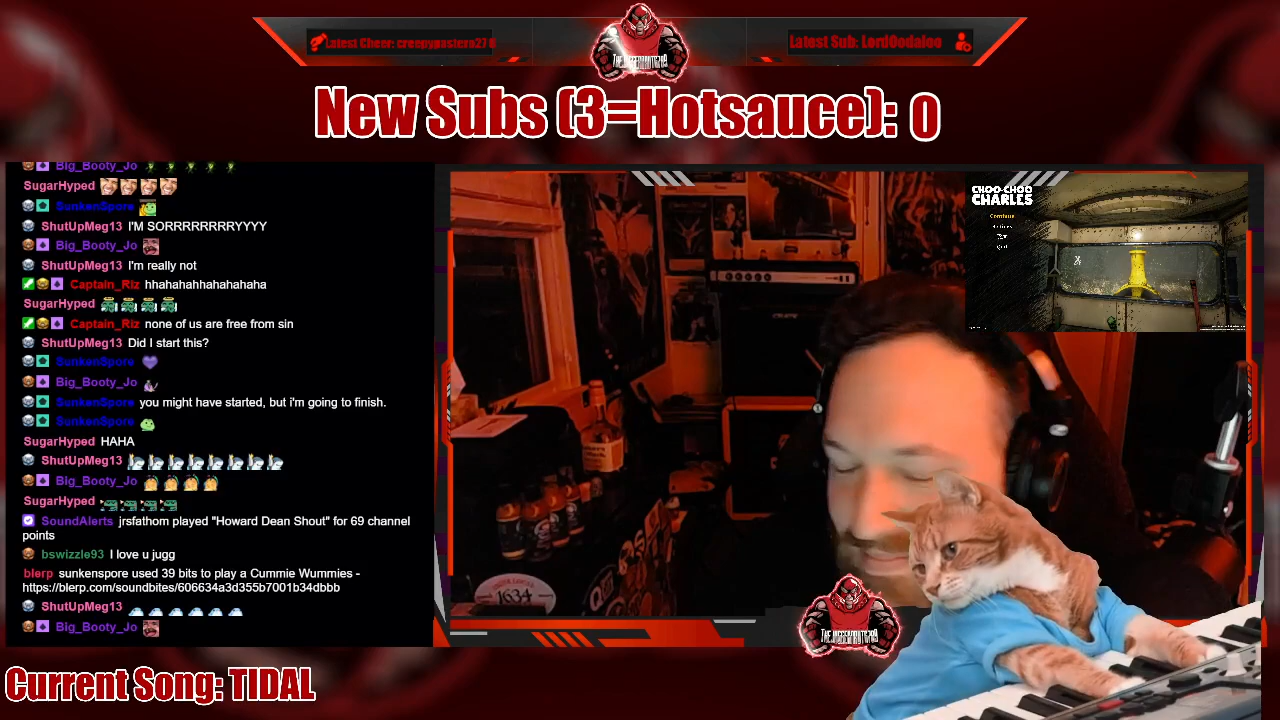 Latest Cheer: creepypastera27 6
Latest Sub: LordOodaloo
New Subs (3=Hotsauce): 0
Big_Booty_Jo
SugarHyped
SunkenSpore
ShutUpMeg13 I'M SORRRRRRRRYYYY
Big_Booty_Jo
ShutUpMeg13 I'm really not
Captain_Riz hhahahahhahahahaha
SugarHyped
Captain_Riz none of us are free from sin
ShutUpMeg13 Did I start this?
SunkenSpore
Big_Booty_Jo
SunkenSpore you might have started, but i'm going to finish.
SunkenSpore
SugarHyped HAHA
ShutUpMeg13
Big_Booty_Jo
SugarHyped
SoundAlerts jrsfathom played "Howard Dean Shout" for 69 channel
points
bswizzle93 I love u jugg
blerp sunkenspore used 39 bits to play a Cummie Wummies -
https://blerp.com/soundbites/606634a3d355b7001b34dbbb
ShutUpMeg13
Big_Booty_Jo
CHOO-CHOO
CHARLES
Continue
Quit
1634
Current Song: TIDAL